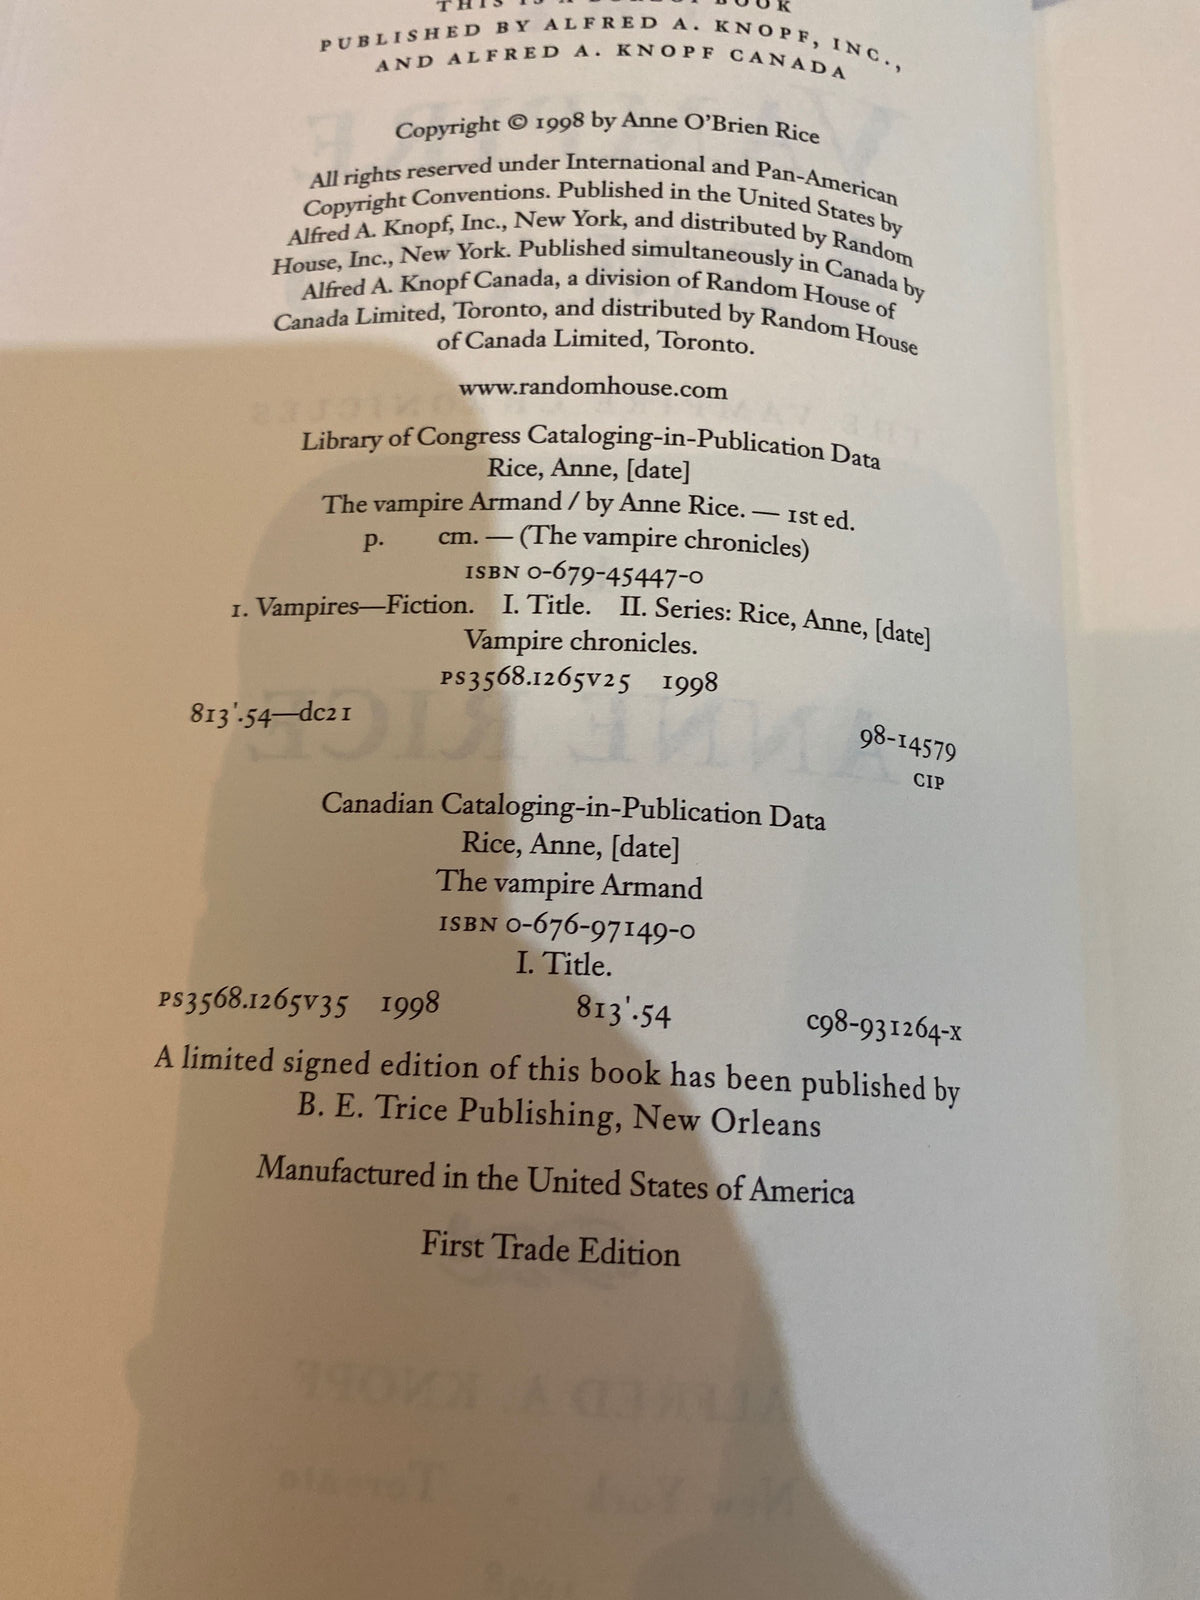 THIS IS A BORZOI BOOK
PUBLISHED BY ALFRED A. KNOPF, INC.,
AND ALFRED A. KNOPF CANADA
Copyright © 1998 by Anne O'Brien Rice
All rights reserved under International and Pan-American
Copyright Conventions. Published in the United States by
Alfred A. Knopf, Inc., New York, and distributed by Random
House, Inc., New York. Published simultaneously in Canada by
Alfred A. Knopf Canada, a division of Random House of
Canada Limited, Toronto, and distributed by Random House
of Canada Limited, Toronto.
www.randomhouse.com
Library of Congress Cataloging-in-Publication Data
Rice, Anne, [date]
The vampire Armand / by Anne Rice. — 1st ed.
p. cm. — (The vampire chronicles)
ISBN 0-679-45447-0
1. Vampires—Fiction. I. Title. II. Series: Rice, Anne, [date]
Vampire chronicles.
PS3568.I265V25 1998
813'.54—dc21
98-14579
CIP
Canadian Cataloging-in-Publication Data
Rice, Anne, [date]
The vampire Armand
ISBN 0-676-97149-0
I. Title.
PS3568.I265V35 1998 813'.54 C98-931264-X
A limited signed edition of this book has been published by
B. E. Trice Publishing, New Orleans
Manufactured in the United States of America
First Trade Edition